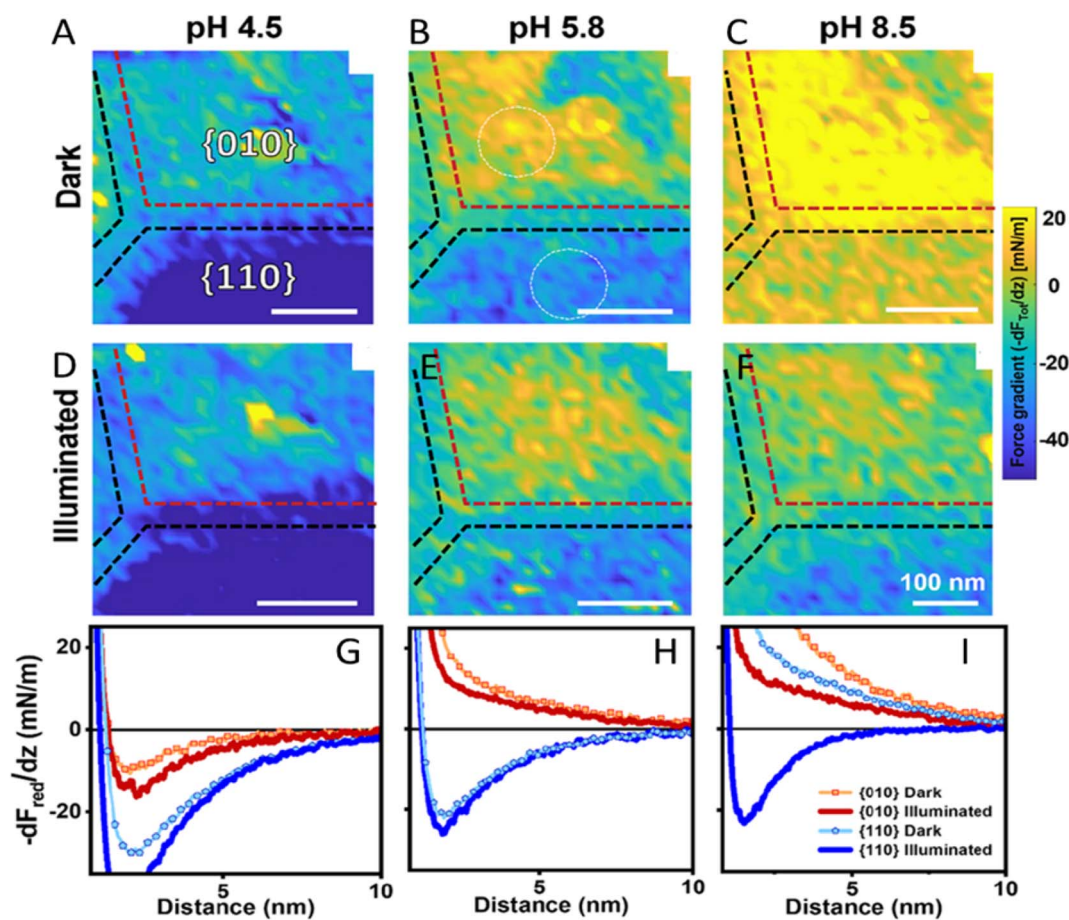 pH 4.5
pH 5.8
pH 8.5
A
B
C
Dark
{010}
{110}
D
E
F
Illuminated
100 nm
20
0
-20
-40
Force gradient (-dF_Tot/dz) [mN/m]
G
H
I
20
0
-20
-dF_red/dz (mN/m)
{010} Dark
{010} Illuminated
{110} Dark
{110} Illuminated
5
10
5
10
5
10
Distance (nm)
Distance (nm)
Distance (nm)